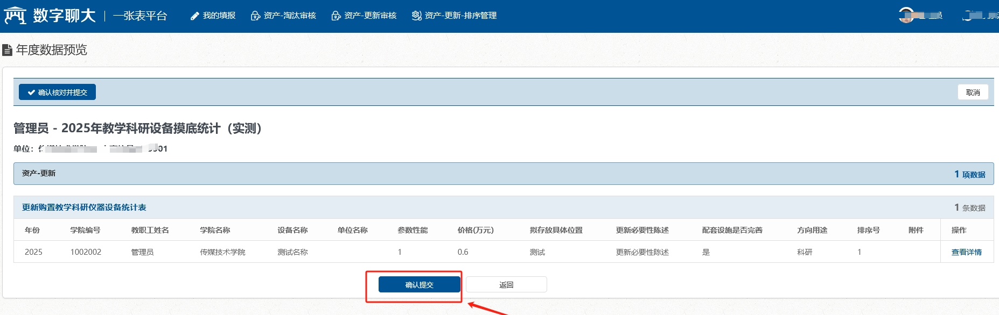 数字聊大 一张表平台 我的填报 资产-淘汰审核 资产-更新审核 资产-更新-排序管理
年度数据预览
确认核对并提交 取消
管理员 - 2025年教学科研设备摸底统计（实测）
单位：
资产-更新 1 项数据
更新购置教学科研仪器设备统计表 1 条数据
年份 学院编号 教职工姓名 学院名称 设备名称 单位名称 参数性能 价格(万元) 拟存放具体位置 更新必要性陈述 配套设施是否完善 方向用途 排序号 附件 操作
2025 1002002 管理员 传媒技术学院 测试名称 1 0.6 测试 更新必要性陈述 是 科研 1 查看详情
确认提交 返回